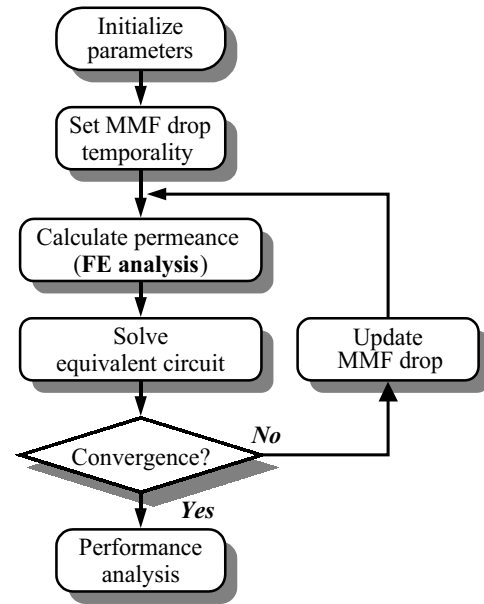 Initialize
parameters
Set MMF drop
temporality
Calculate permeance
(FE analysis)
Solve
equivalent circuit
Update
MMF drop
No
Convergence?
Yes
Performance
analysis